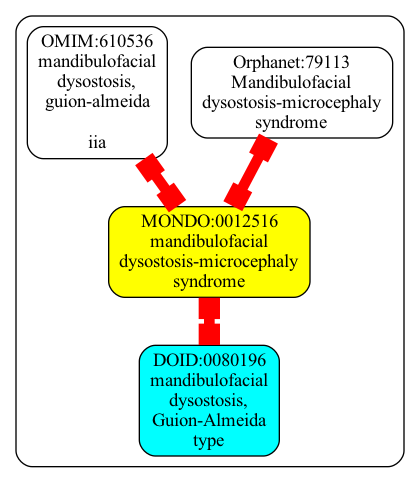 OMIM:610536
mandibulofacial
dysostosis,
guion-almeida
iia
Orphanet:79113
Mandibulofacial
dysostosis-microcephaly
syndrome
MONDO:0012516
mandibulofacial
dysostosis-microcephaly
syndrome
DOID:0080196
mandibulofacial
dysostosis,
Guion-Almeida
type